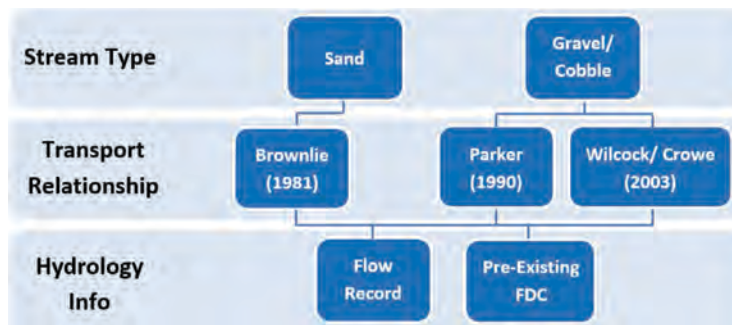 Stream Type
Sand
Gravel/
Cobble
Transport
Relationship
Brownlie
(1981)
Parker
(1990)
Wilcock/ Crowe
(2003)
Hydrology
Info
Flow
Record
Pre-Existing
FDC